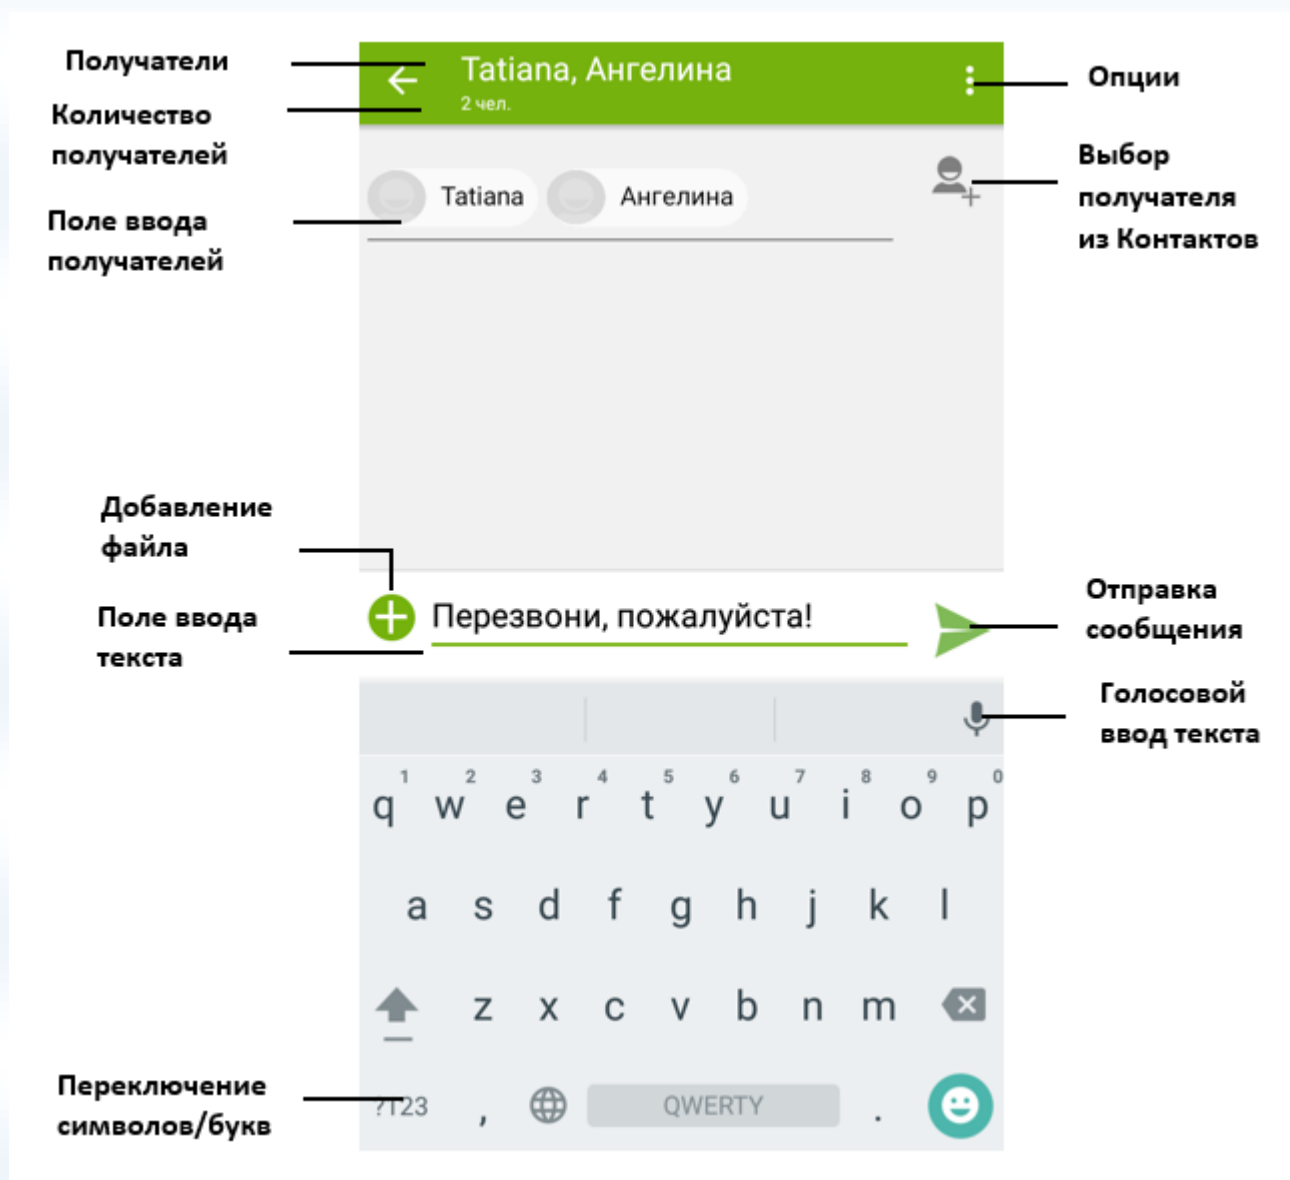 Получатели
Tatiana, Ангелина
Опции
Количество
получателей
2 чел.
Выбор
получателя
из Контактов
Поле ввода
получателей
Tatiana
Ангелина
Добавление
файла
Поле ввода
текста
Перезвони, пожалуйста!
Отправка
сообщения
Голосовой
ввод текста
1 2 3 4 5 6 7 8 9 0
q w e r t y u i o p
a s d f g h j k l
z x c v b n m
Переключение
символов/букв
?123 , QWERTY .